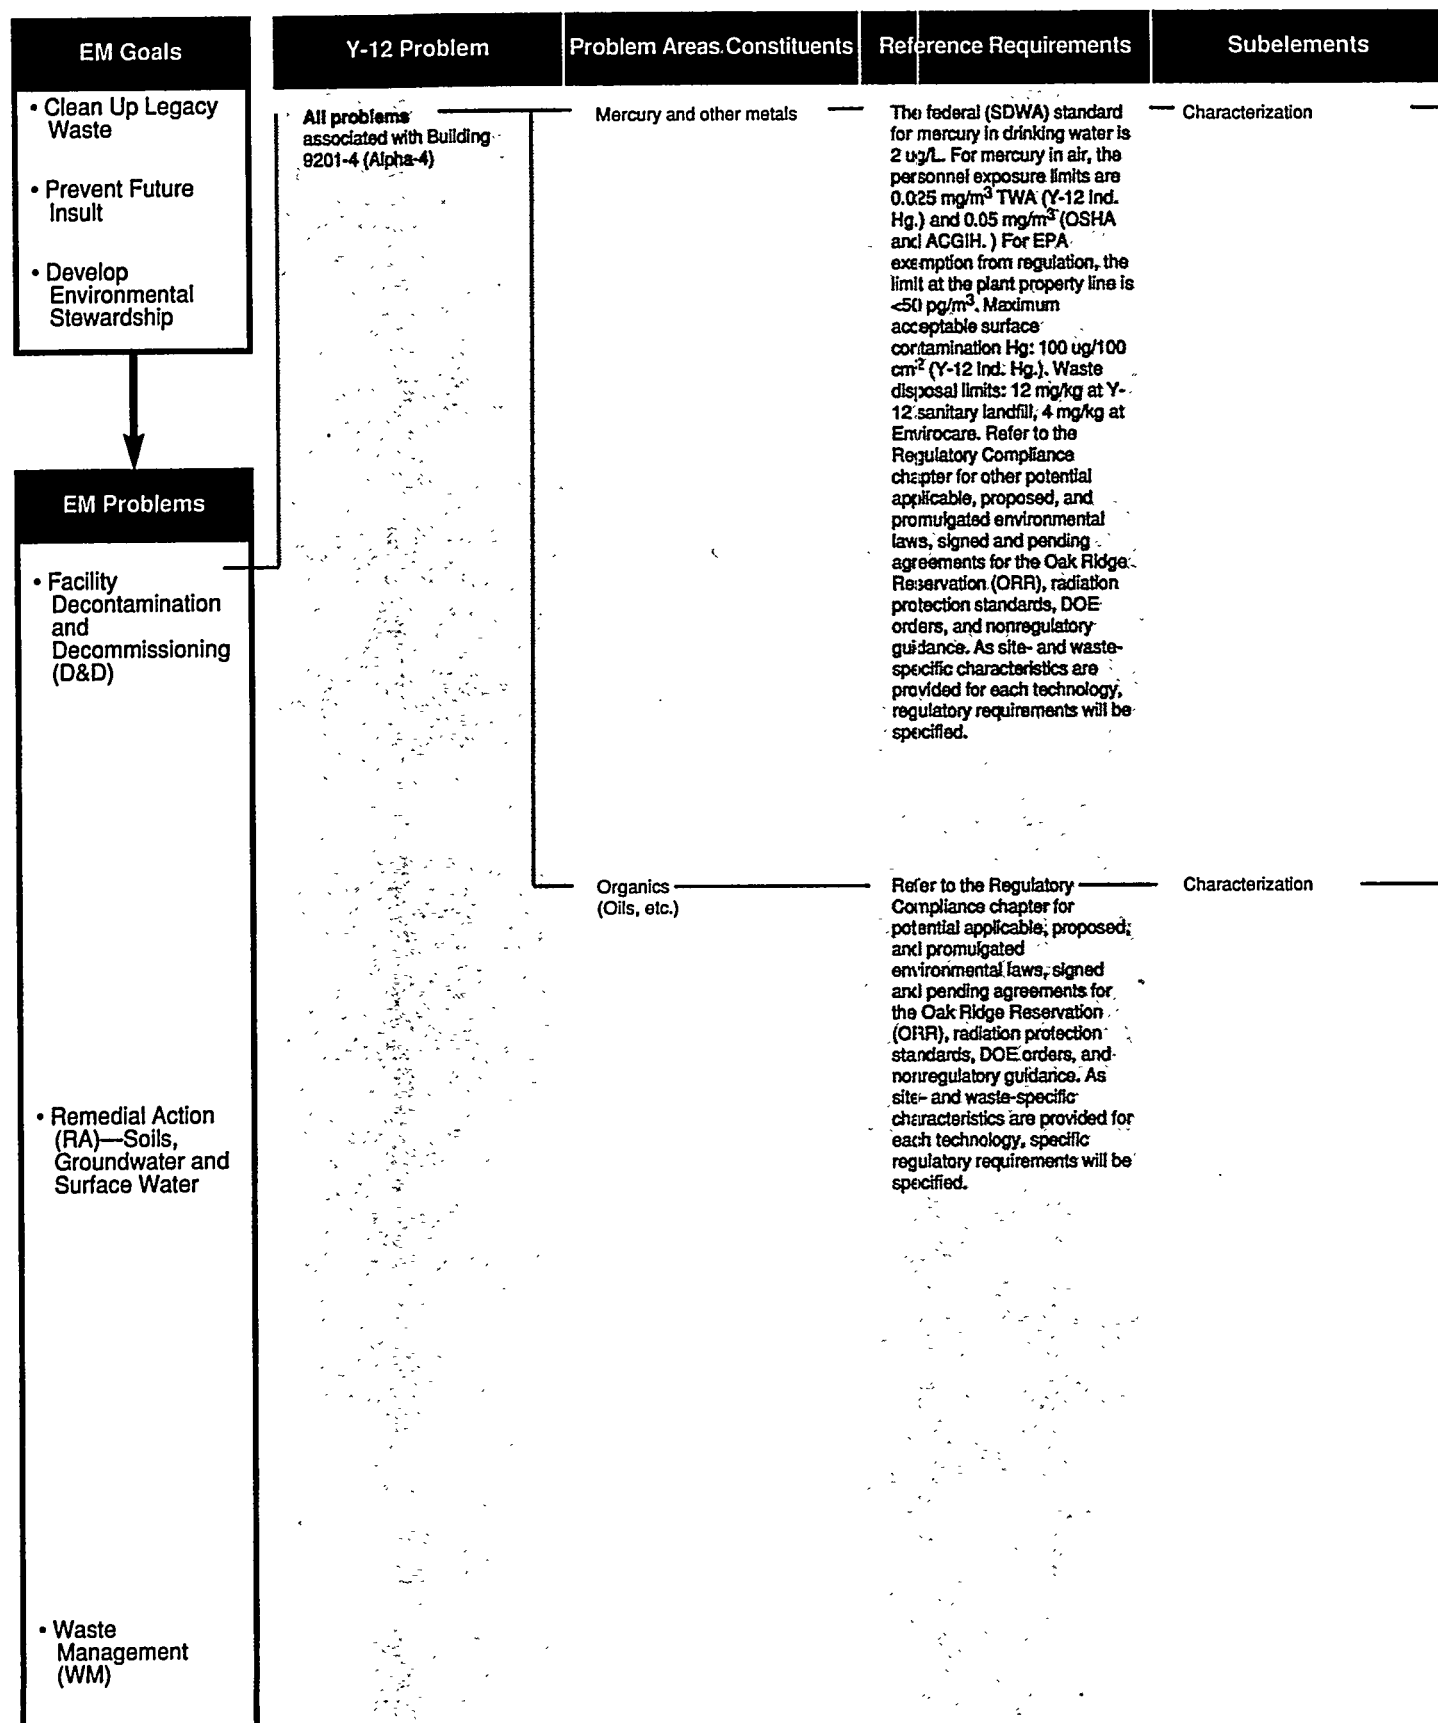 EM Goals
• Clean Up Legacy
Waste
• Prevent Future
Insult
• Develop
Environmental
Stewardship
EM Problems
• Facility
Decontamination
and
Decommissioning
(D&D)
• Remedial Action
(RA)—Soils,
Groundwater and
Surface Water
• Waste
Management
(WM)
Y-12 Problem
All problems
associated with Building
9201-4 (Alpha-4)
Problem Areas.Constituents
Mercury and other metals
Organics
(Oils, etc.)
Reference Requirements
The federal (SDWA) standard
for mercury in drinking water is
2 ug/L. For mercury in air, the
personnel exposure limits are
0.025 mg/m³ TWA (Y-12 Ind.
Hg.) and 0.05 mg/m³ (OSHA
and ACGIH. ) For EPA
exemption from regulation, the
limit at the plant property line is
<50 pg/m³. Maximum
acceptable surface
contamination Hg: 100 ug/100
cm² (Y-12 Ind. Hg.). Waste
disposal limits: 12 mg/kg at Y-
12 sanitary landfill, 4 mg/kg at
Envirocare. Refer to the
Regulatory Compliance
chapter for other potential
applicable, proposed, and
promulgated environmental
laws, signed and pending
agreements for the Oak Ridge
Reservation (ORR), radiation
protection standards, DOE
orders, and nonregulatory
guidance. As site- and waste-
specific characteristics are
provided for each technology,
regulatory requirements will be
specified.
Refer to the Regulatory
Compliance chapter for
potential applicable, proposed,
and promulgated
environmental laws, signed
and pending agreements for
the Oak Ridge Reservation
(ORR), radiation protection
standards, DOE orders, and
nonregulatory guidance. As
site- and waste-specific
characteristics are provided for
each technology, specific
regulatory requirements will be
specified.
Subelements
Characterization
Characterization